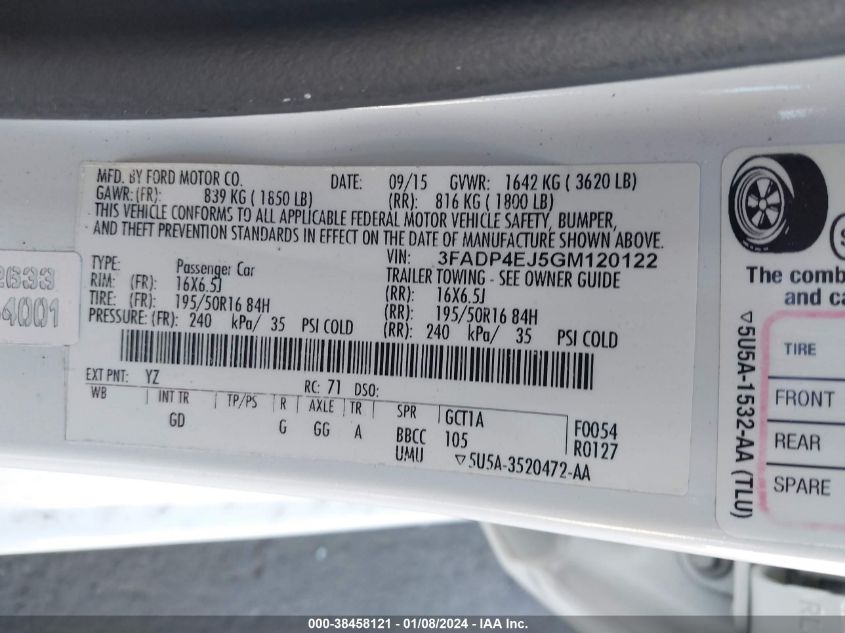 MFD. BY FORD MOTOR CO. DATE: 09/15 GVWR: 1642 KG ( 3620 LB)
GAWR:(FR): 839 KG ( 1850 LB) (RR): 816 KG ( 1800 LB)
THIS VEHICLE CONFORMS TO ALL APPLICABLE FEDERAL MOTOR VEHICLE SAFETY, BUMPER,
AND THEFT PREVENTION STANDARDS IN EFFECT ON THE DATE OF MANUFACTURE SHOWN ABOVE.
VIN: 3FADP4EJ5GM120122
TYPE: Passenger Car TRAILER TOWING - SEE OWNER GUIDE
RIM: (FR): 16X6.5J (RR): 16X6.5J
TIRE: (FR): 195/50R16 84H (RR): 195/50R16 84H
PRESSURE: (FR): 240 kPa/ 35 PSI COLD (RR): 240 kPa/ 35 PSI COLD
EXT PNT: YZ RC: 71 DSO:
WB INT TR TP/PS R AXLE TR SPR GCT1A F0054
GD G GG A BBCC 105 R0127
UMU ▽5U5A-3520472-AA
2633
4001
The comb
and ca
TIRE
FRONT
REAR
SPARE
▽5U5A-1532-AA (TLU)
000-38458121 - 01/08/2024 - IAA, Inc.